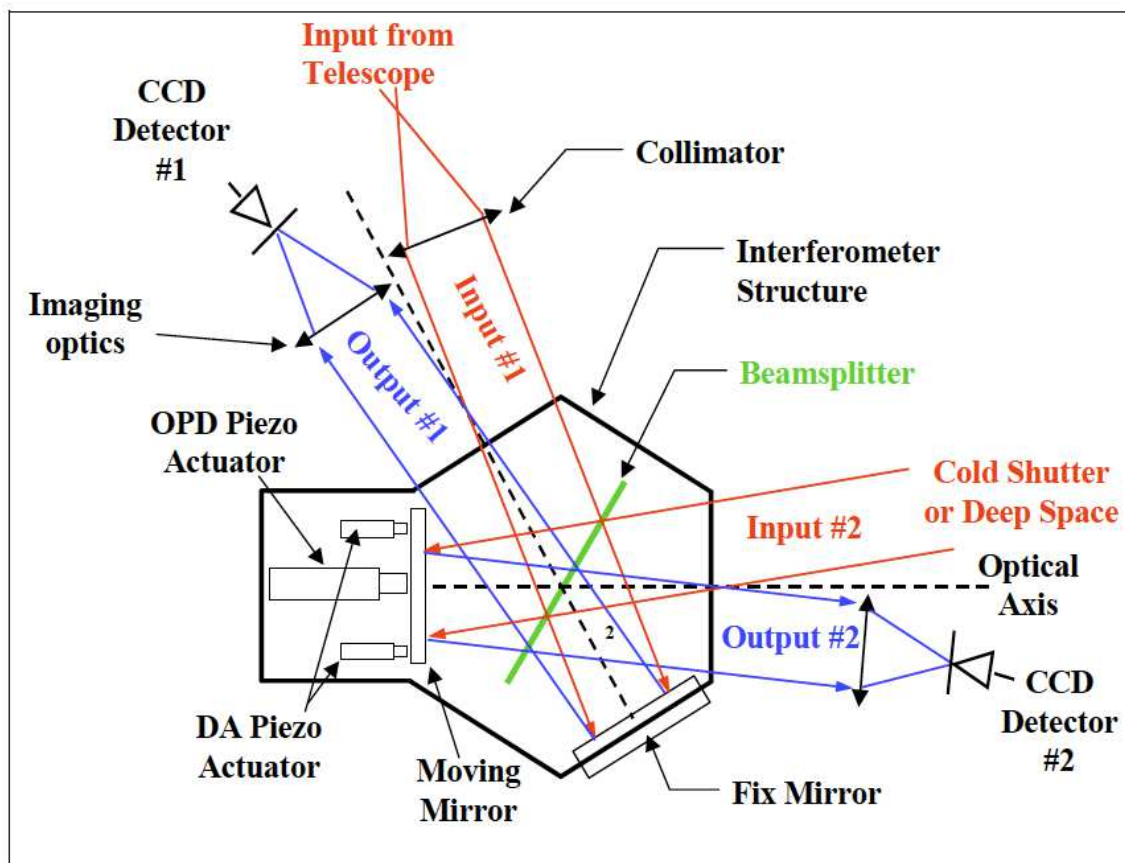 Input from
Telescope
CCD
Detector
#1
Collimator
Interferometer
Structure
Imaging
optics
Input #1
Output #1
Beamsplitter
OPD Piezo
Actuator
Cold Shutter
or Deep Space
Input #2
Optical
Axis
2
Output #2
CCD
Detector
#2
DA Piezo
Actuator
Moving
Mirror
Fix Mirror